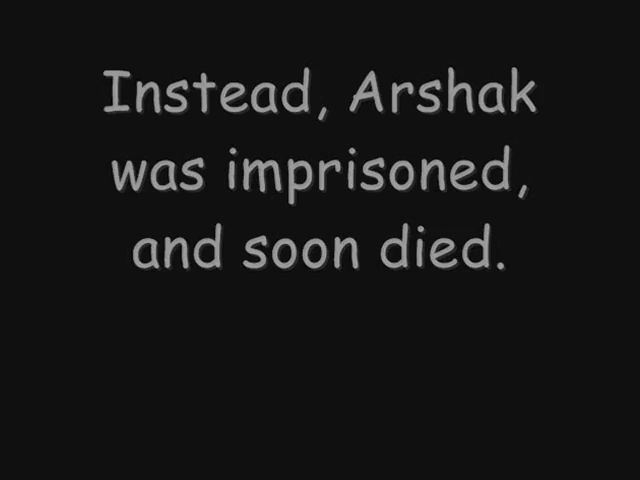 Instead, Arshak
was imprisoned,
and soon died.